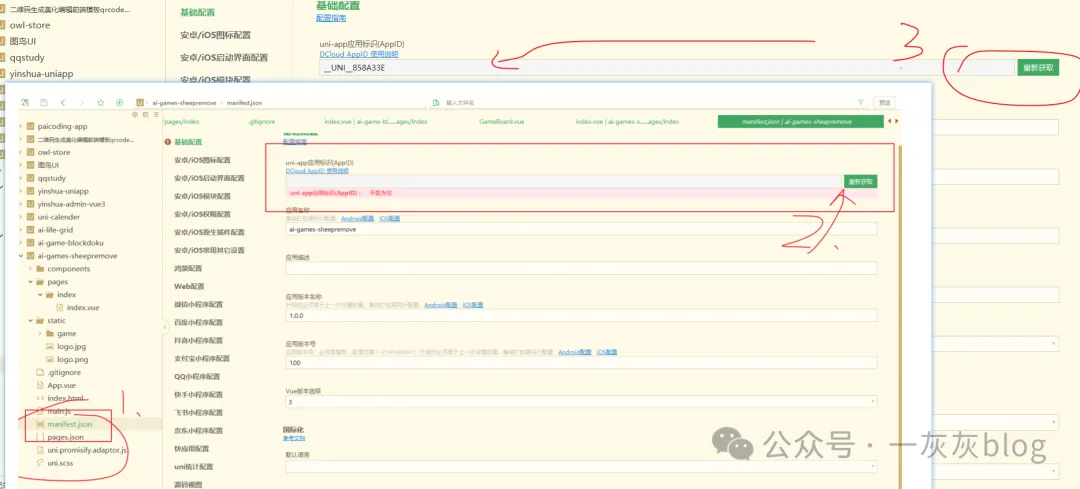 二维码生成美化编辑前端模板qrcode...
owl-store
图鸟UI
qqstudy
yinshua-uniapp
基础配置
安卓/iOS图标配置
安卓/iOS启动界面配置
安卓/iOS模块配置
基础配置
配置指南
uni-app应用标识(AppID)
DCloud AppID 使用说明
__UNI__858A33E
重新获取
3
ai-games-sheepremove
manifest.json
输入文件名
预览
pages/index
.gitignore
index.vue | ai-game-bl...ages/index
GameBoard.vue
index.vue | ai-games-s...ages/index
manifest.json | ai-games-sheepremove
paicoding-app
二维码生成美化编辑前端模板qrcode...
owl-store
图鸟UI
qqstudy
yinshua-uniapp
yinshua-admin-vue3
uni-calender
ai-life-grid
ai-game-blockdoku
ai-games-sheepremove
components
pages
index
index.vue
static
game
logo.jpg
logo.png
.gitignore
App.vue
index.html
main.js
manifest.json
pages.json
uni.promisify.adaptor.js
uni.scss
1、
基础配置
安卓/iOS图标配置
安卓/iOS启动界面配置
安卓/iOS模块配置
安卓/iOS权限配置
安卓/iOS原生插件配置
安卓/iOS常用其它设置
鸿蒙配置
Web配置
微信小程序配置
百度小程序配置
抖音小程序配置
支付宝小程序配置
QQ小程序配置
快手小程序配置
飞书小程序配置
京东小程序配置
快应用配置
uni统计配置
源码视图
配置指南
uni-app应用标识(AppID)
DCloud AppID 使用说明
重新获取
uni-app应用标识(AppID)： 不能为空
2、
应用名称
Android配置 iOS配置
ai-games-sheepremove
应用描述
应用版本名称
Android配置 iOS配置
1.0.0
应用版本号
Android配置 iOS配置
100
Vue版本选择
3
国际化
参考文档
默认语言
公众号·一灰灰blog